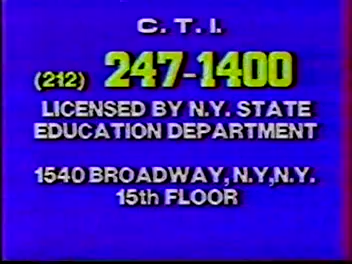 C. T. I.
(212) 247-1400
LICENSED BY N.Y. STATE
EDUCATION DEPARTMENT
1540 BROADWAY, N.Y., N.Y.
15th FLOOR